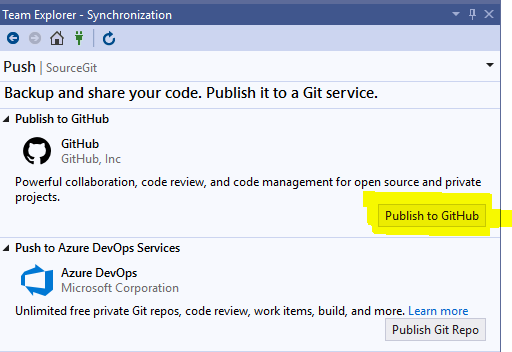 Team Explorer - Synchronization
Push | SourceGit
Backup and share your code. Publish it to a Git service.
Publish to GitHub
GitHub
GitHub, Inc
Powerful collaboration, code review, and code management for open source and private
projects.
Publish to GitHub
Push to Azure DevOps Services
Azure DevOps
Microsoft Corporation
Unlimited free private Git repos, code review, work items, build, and more. Learn more
Publish Git Repo